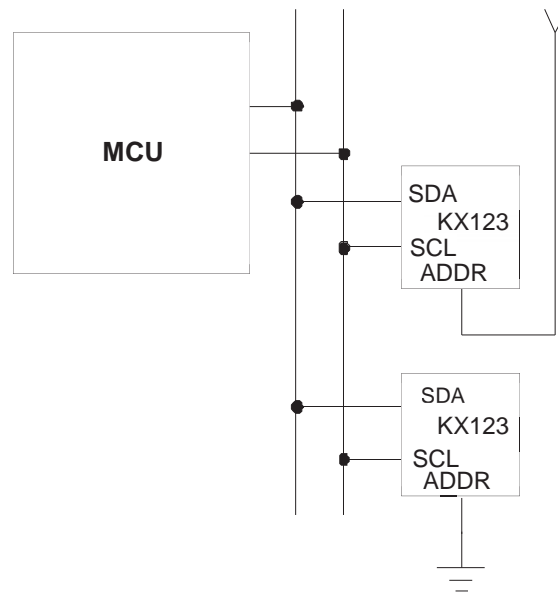 MCU
SDA
KX123
SCL
ADDR
SDA
KX123
SCL
ADDR